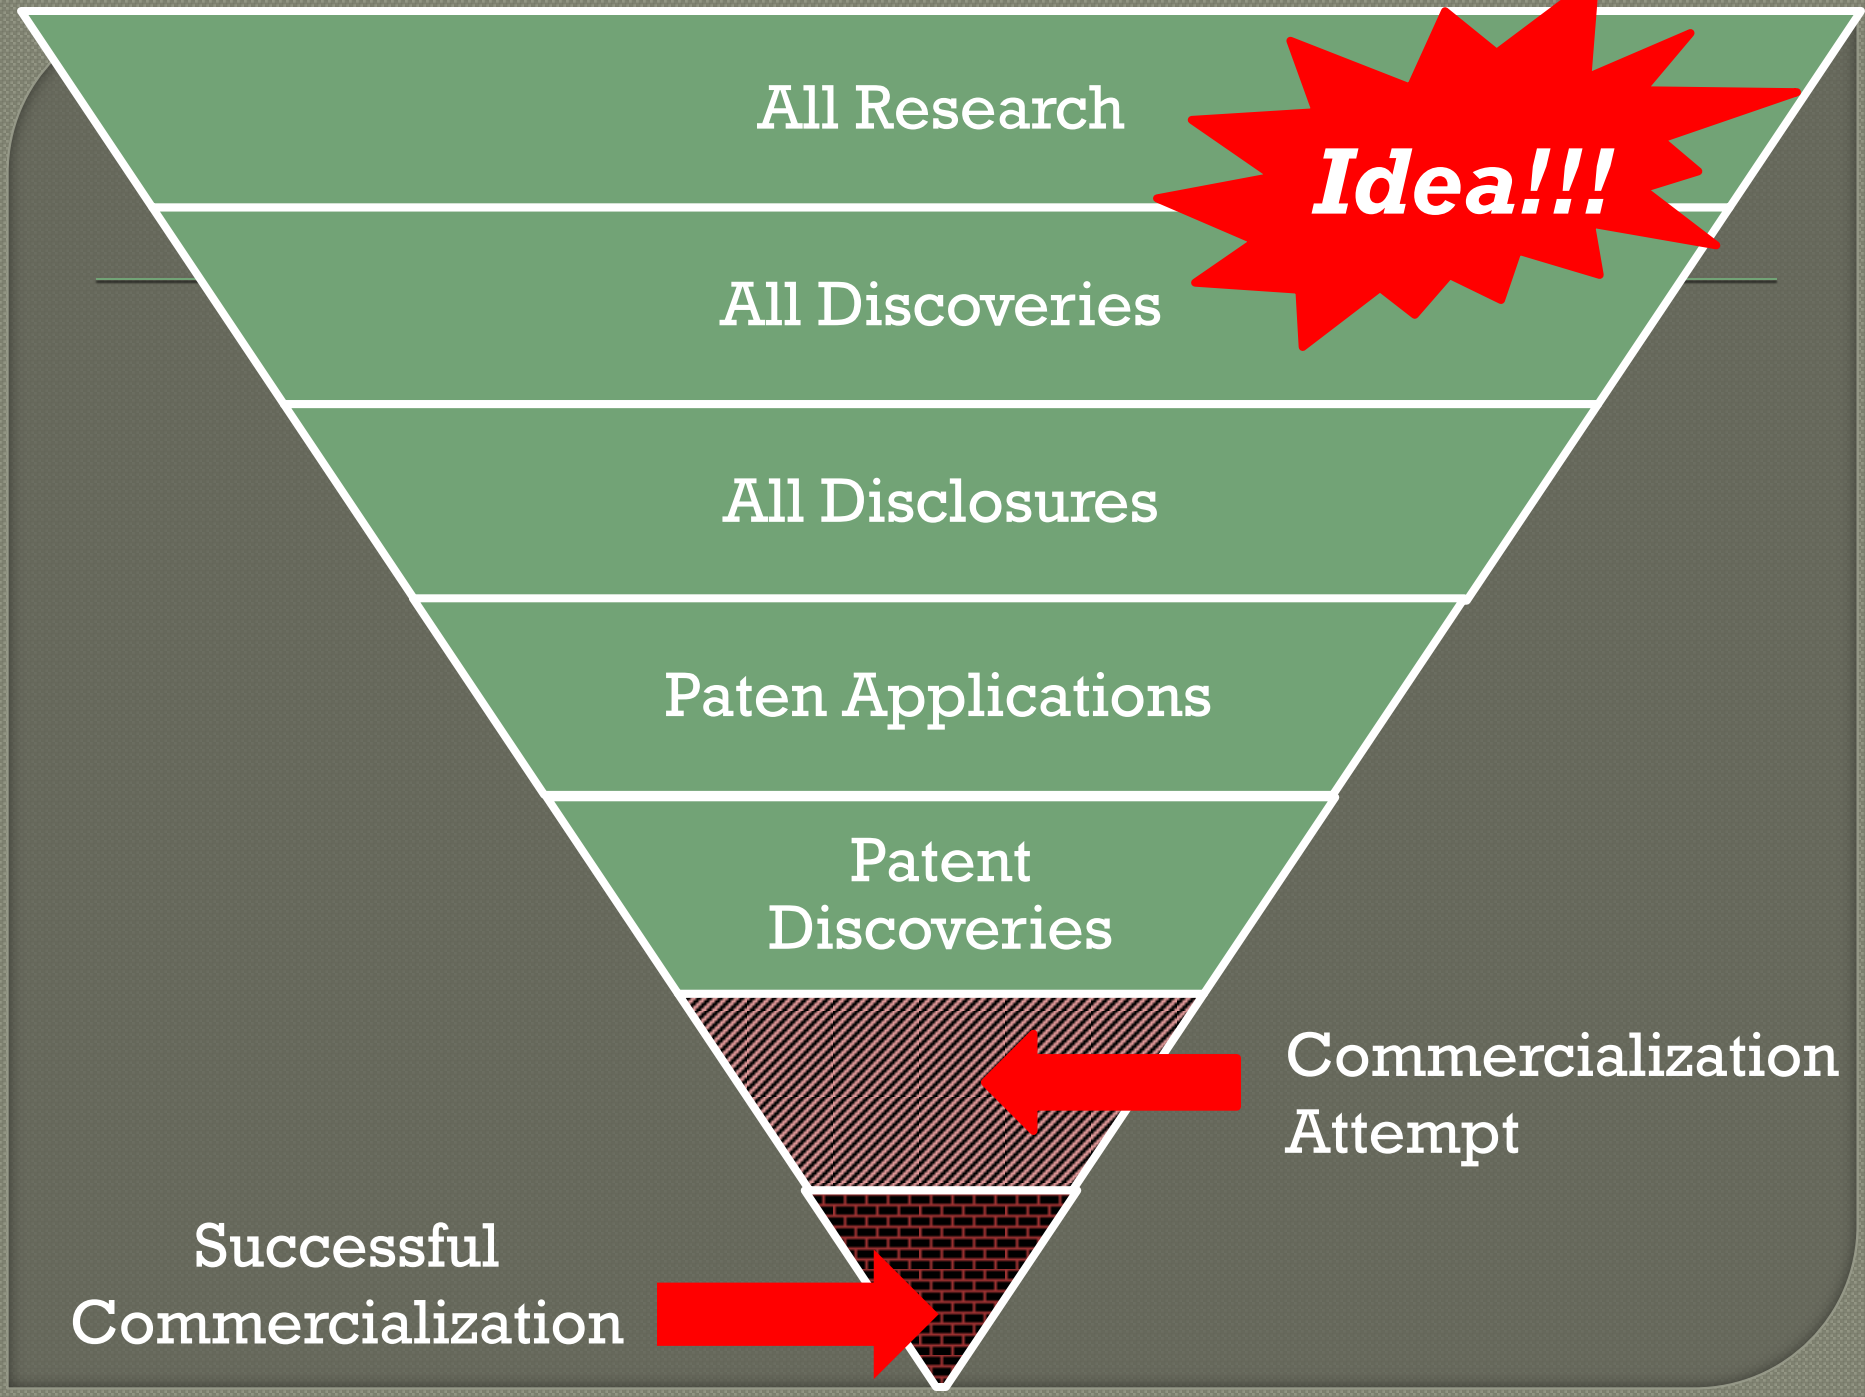 All Research
Idea!!!
All Discoveries
All Disclosures
Paten Applications
Patent
Discoveries
Commercialization
Attempt
Successful
Commercialization